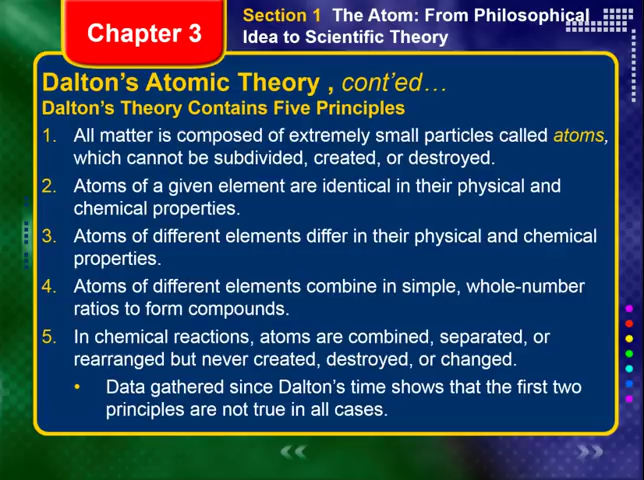 Chapter 3
Section 1 The Atom: From Philosophical
Idea to Scientific Theory
Dalton’s Atomic Theory , cont’ed…
Dalton’s Theory Contains Five Principles
1. All matter is composed of extremely small particles called atoms,
which cannot be subdivided, created, or destroyed.
2. Atoms of a given element are identical in their physical and
chemical properties.
3. Atoms of different elements differ in their physical and chemical
properties.
4. Atoms of different elements combine in simple, whole-number
ratios to form compounds.
5. In chemical reactions, atoms are combined, separated, or
rearranged but never created, destroyed, or changed.
• Data gathered since Dalton’s time shows that the first two
principles are not true in all cases.